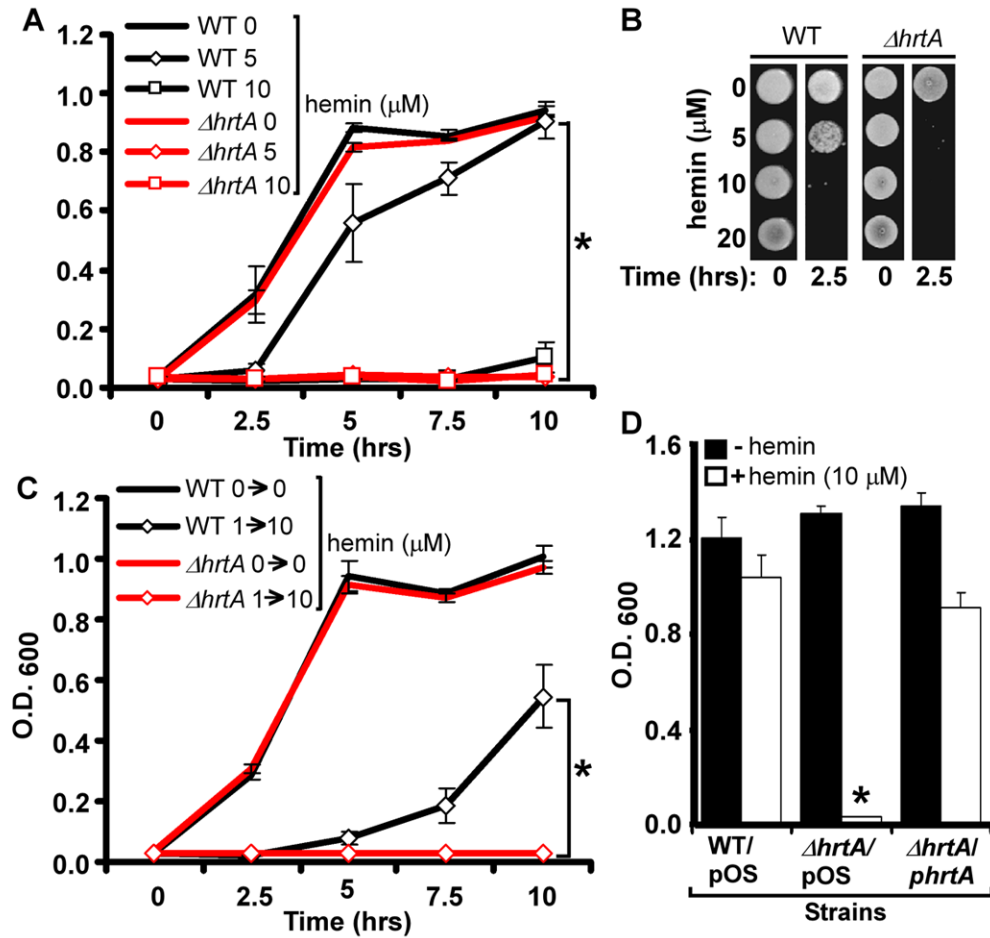 A
1.2
1.0
0.8
0.6
0.4
0.2
0.0
WT 0
WT 5
WT 10
ΔhrtA 0
ΔhrtA 5
ΔhrtA 10
hemin (μM)
*
0 2.5 5 7.5 10
Time (hrs)
B
WT ΔhrtA
hemin (μM)
0
5
10
20
Time (hrs): 0 2.5 0 2.5
C
O.D. 600
1.2
1.0
0.8
0.6
0.4
0.2
0.0
WT 0➔0
WT 1➔10
ΔhrtA 0➔0
ΔhrtA 1➔10
hemin (μM)
*
0 2.5 5 7.5 10
Time (hrs)
D
O.D. 600
1.6
1.2
0.8
0.4
0.0
- hemin
+ hemin (10 μM)
*
WT/ ΔhrtA/ ΔhrtA/
pOS pOS phrtA
Strains